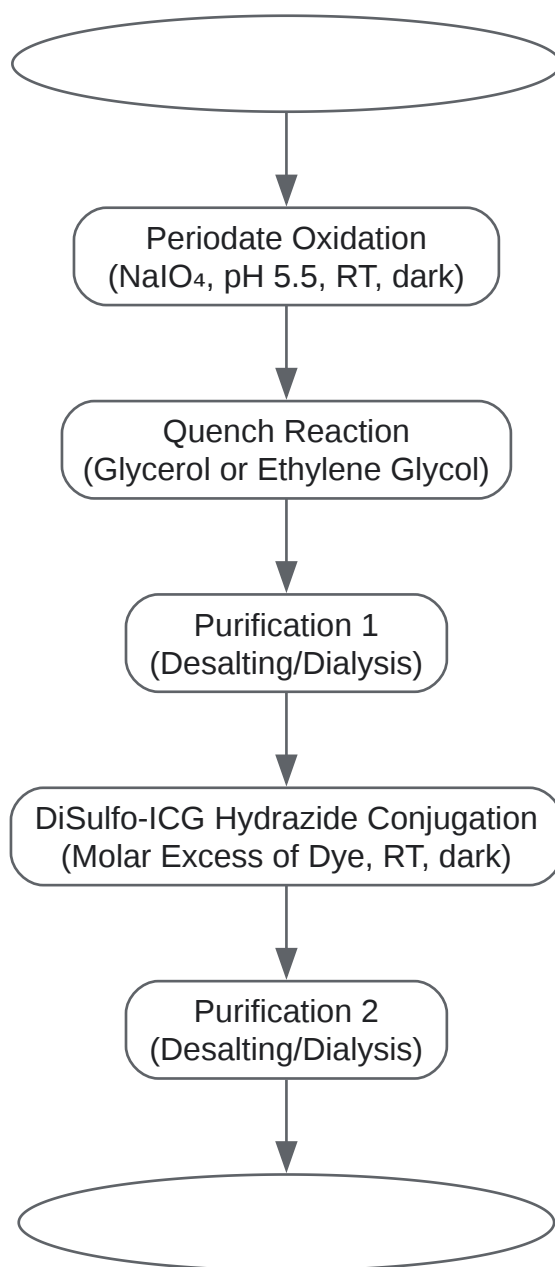 Periodate Oxidation
(NaIO₄, pH 5.5, RT, dark)
Quench Reaction
(Glycerol or Ethylene Glycol)
Purification 1
(Desalting/Dialysis)
DiSulfo-ICG Hydrazide Conjugation
(Molar Excess of Dye, RT, dark)
Purification 2
(Desalting/Dialysis)